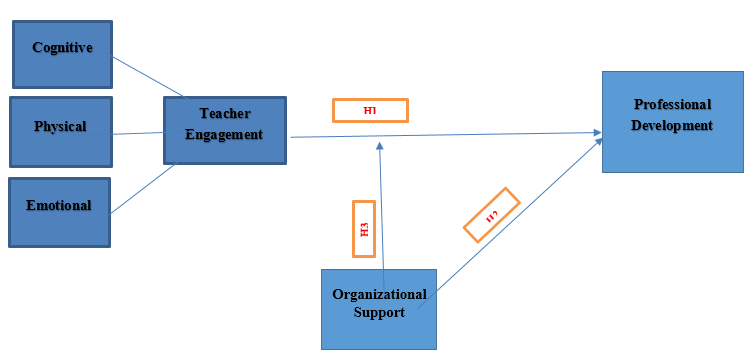 Cognitive
Physical
Emotional
Teacher
Engagement
H1
Professional
Development
H3
H2
Organizational
Support